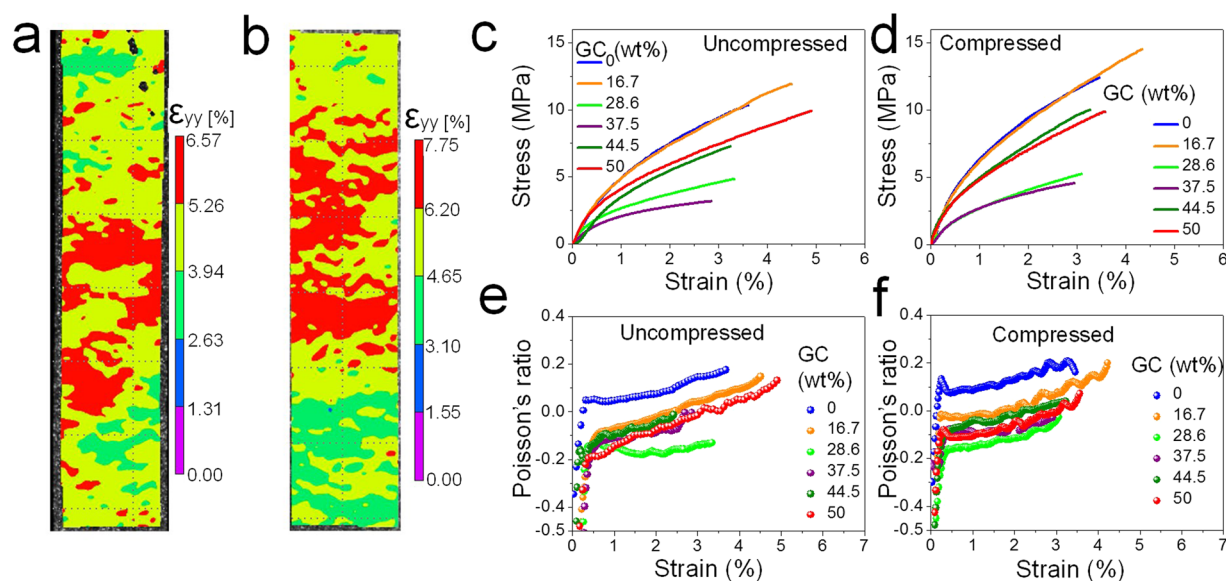 a
εyy [%]
6.57
5.26
3.94
2.63
1.31
0.00
b
εyy [%]
7.75
6.20
4.65
3.10
1.55
0.00
c
GC (wt%)
0
16.7
28.6
37.5
44.5
50
Uncompressed
Stress (MPa)
15
10
5
0
0 1 2 3 4 5 6
Strain (%)
d
Compressed
GC (wt%)
0
16.7
28.6
37.5
44.5
50
Stress (MPa)
15
10
5
0
0 1 2 3 4 5 6
Strain (%)
e
Uncompressed
GC
(wt%)
0
16.7
28.6
37.5
44.5
50
Poisson's ratio
0.4
0.2
0.0
-0.2
-0.5
0 1 2 3 4 5 6 7
Strain (%)
f
Compressed
GC (wt%)
0
16.7
28.6
37.5
44.5
50
Poisson's ratio
0.4
0.2
0.0
-0.2
-0.5
0 1 2 3 4 5 6 7
Strain (%)